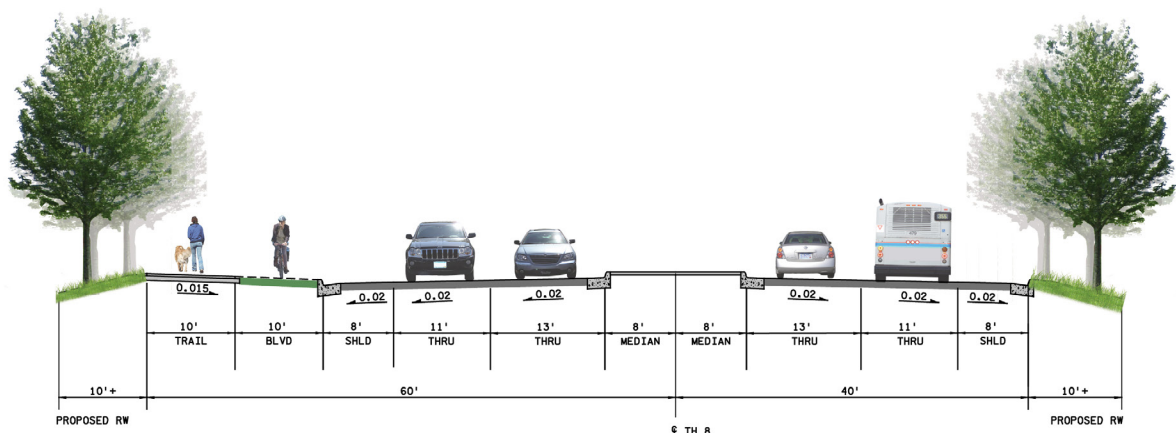 0.015
0.02
0.02
0.02
0.02
0.02
0.02
10' 10' 8' 11' 13' 8' 8' 13' 11' 8'
TRAIL BLVD SHLD THRU THRU MEDIAN MEDIAN THRU THRU SHLD
10'+ 60' 40' 10'+
PROPOSED RW PROPOSED RW
℄ TH 8